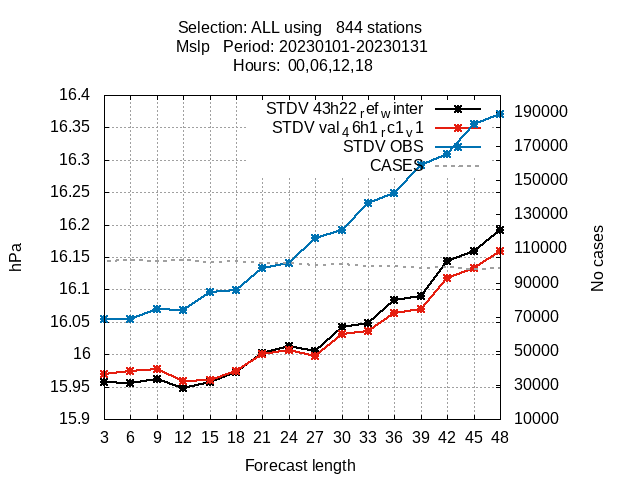 Selection: ALL using   844 stations
Mslp   Period: 20230101-20230131
Hours:  00,06,12,18
16.4
16.35
16.3
16.25
16.2
16.15
16.1
16.05
16
15.95
15.9
hPa
STDV 43h22refwinter
STDV val46h1rc1v1
STDV OBS
CASES
190000
170000
150000
130000
110000
90000
70000
50000
30000
10000
No cases
3 6 9 12 15 18 21 24 27 30 33 36 39 42 45 48
Forecast length